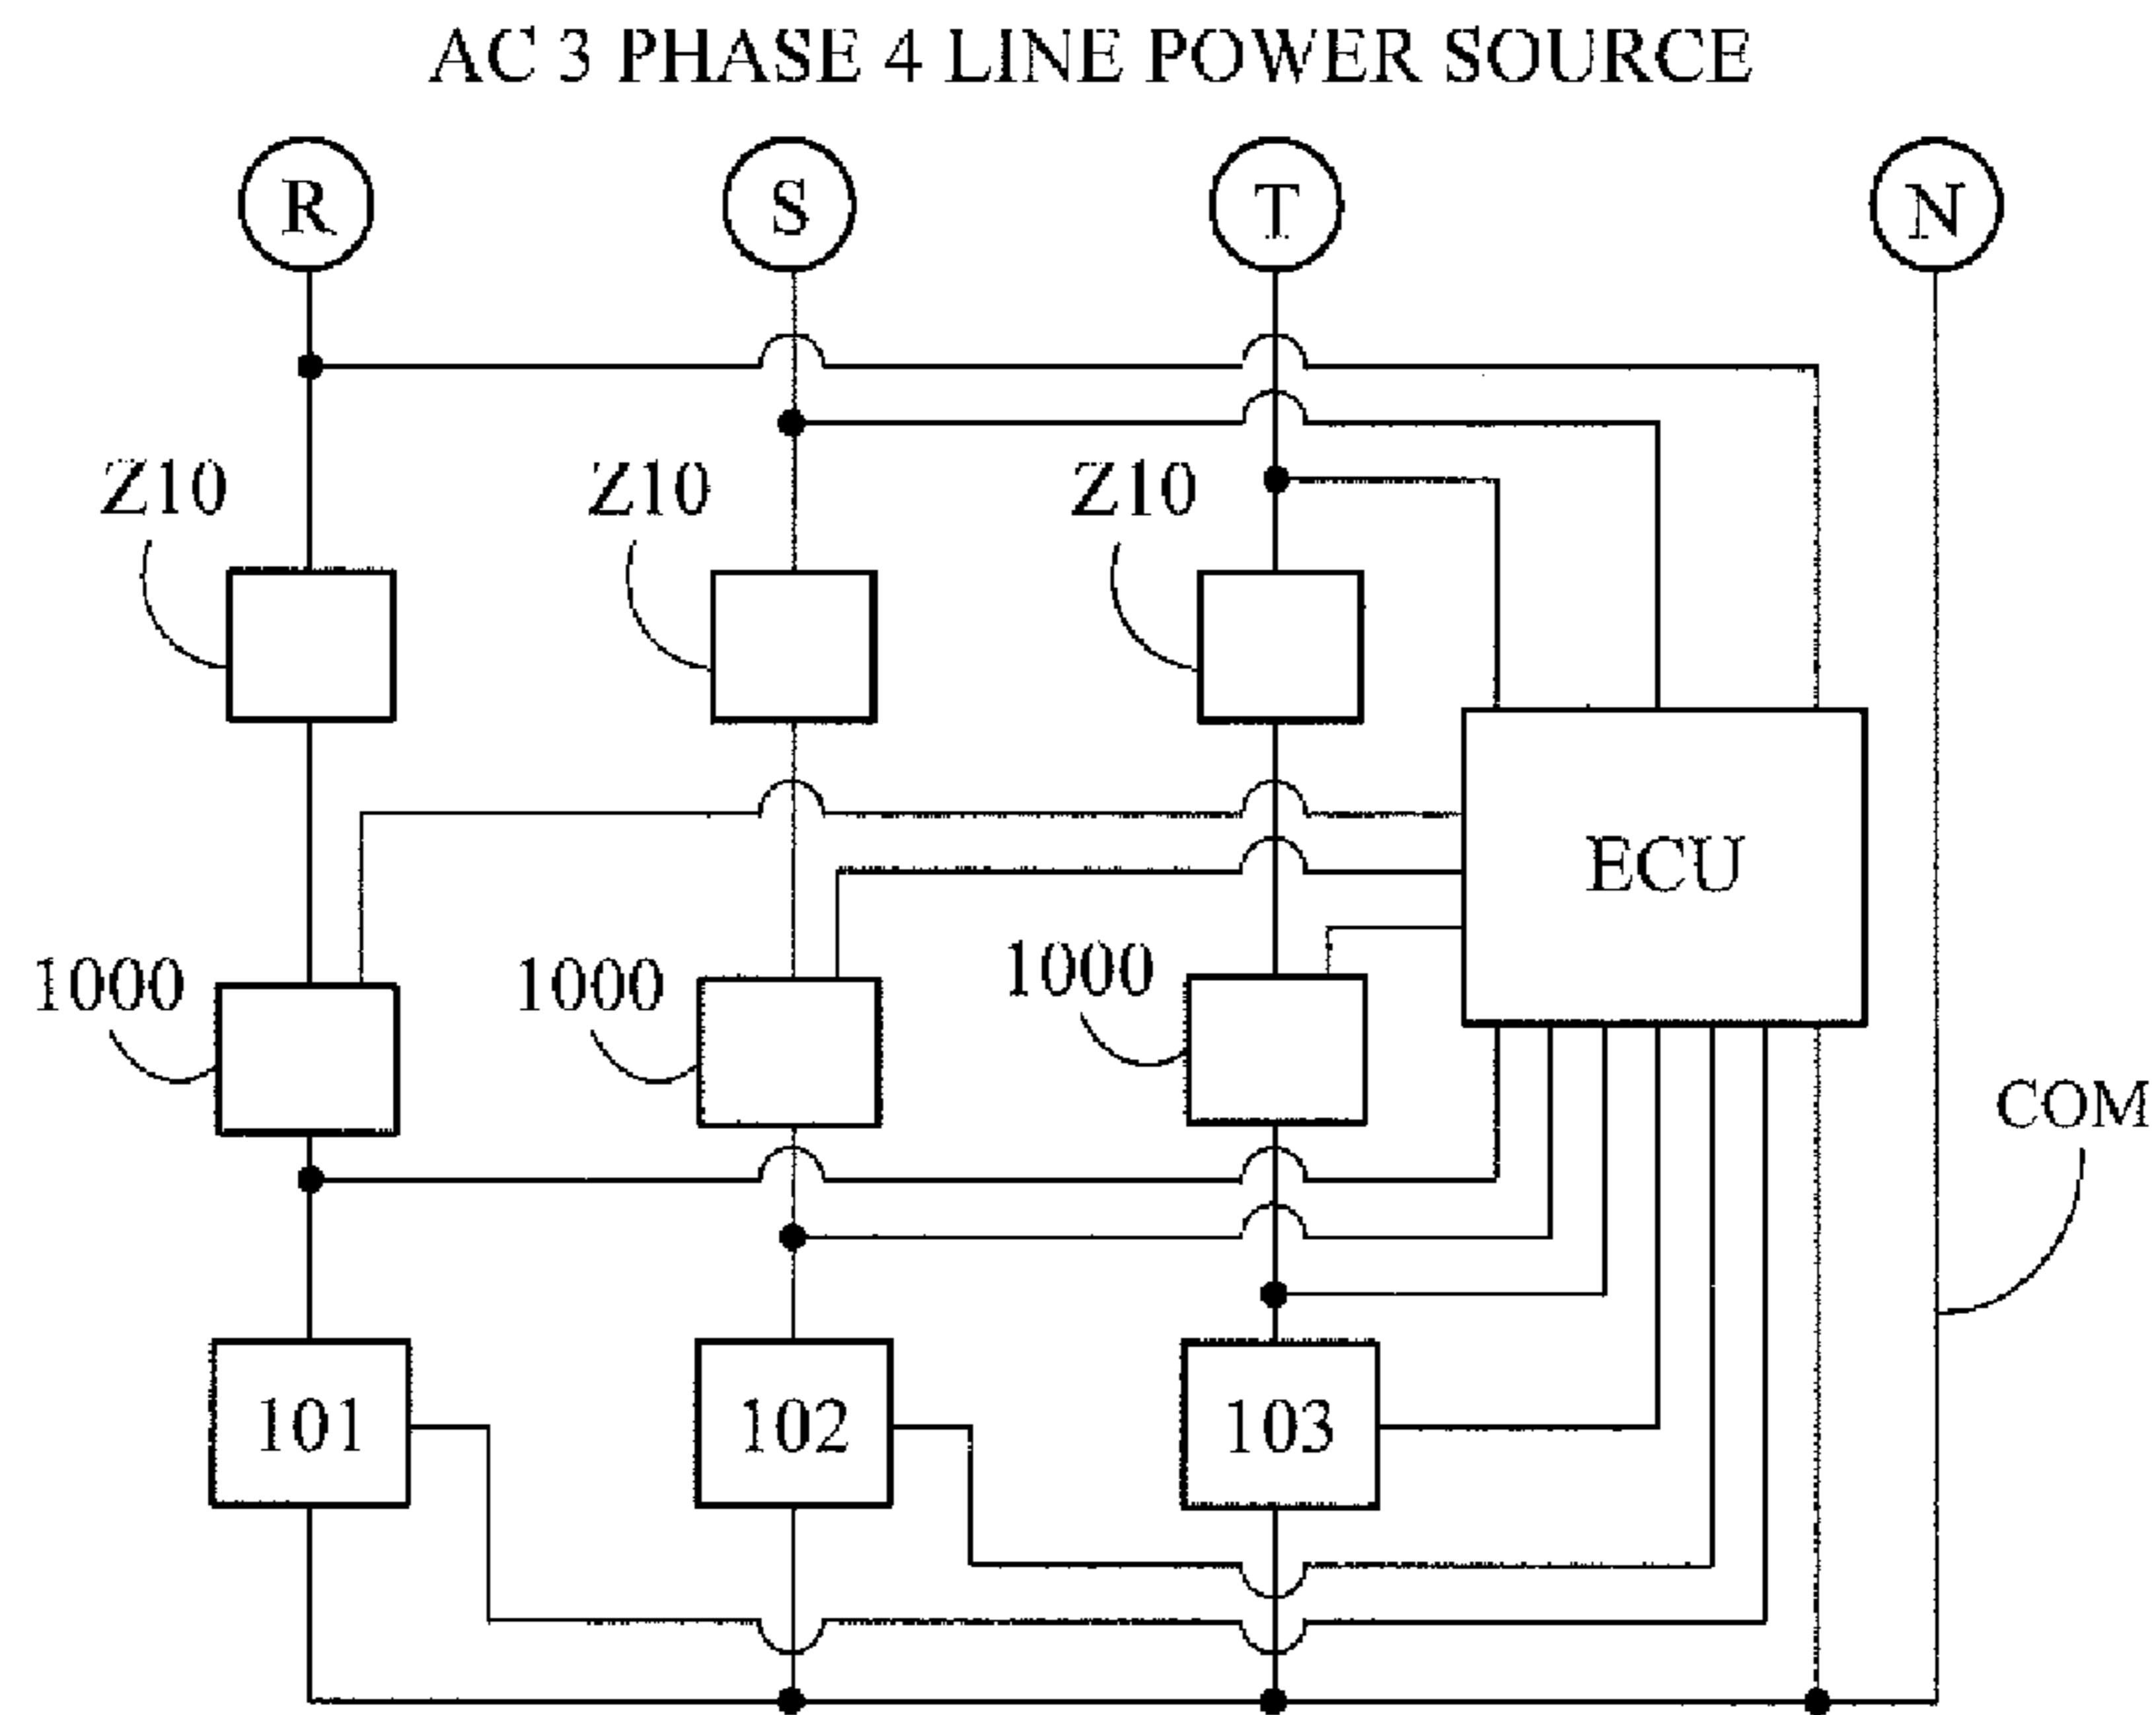 AC 3 PHASE 4 LINE POWER SOURCE
R S T N
Z10 Z10 Z10
ECU
1000 1000 1000
COM
101 102 103